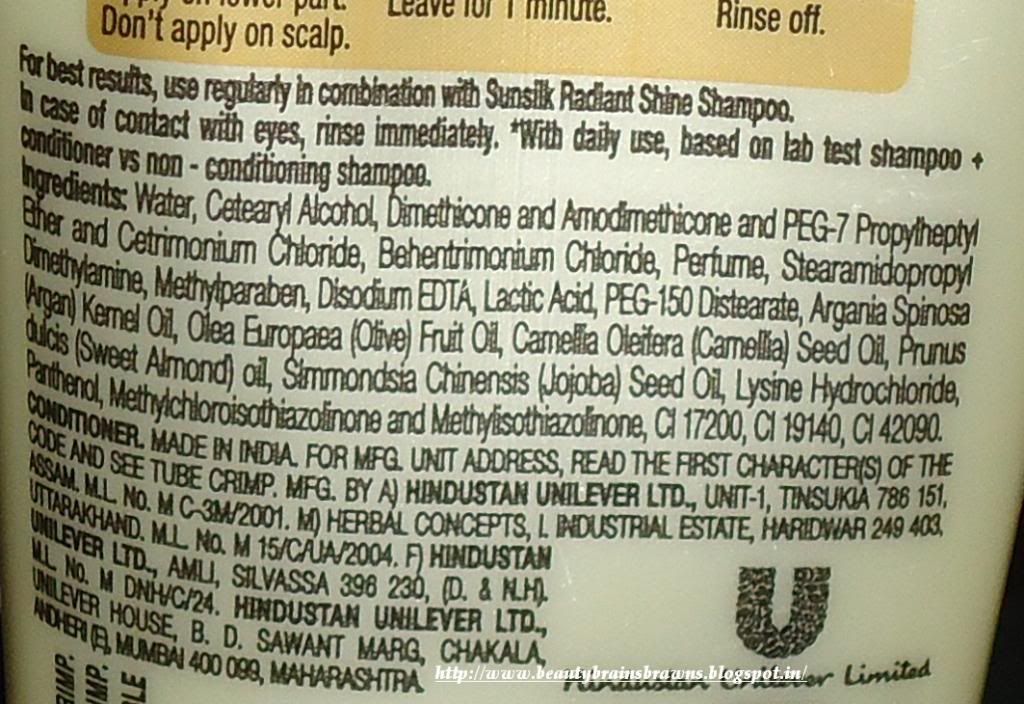 on lower part.
Leave for 1 minute.
Rinse off.
Don't apply on scalp.
For best results, use regularly in combination with Sunsilk Radiant Shine Shampoo.
In case of contact with eyes, rinse immediately. *With daily use, based on lab test shampoo +
conditioner vs non - conditioning shampoo.
Ingredients: Water, Cetearyl Alcohol, Dimethicone and Amodimethicone and PEG-7 Propylheptyl
Ether and Cetrimonium Chloride, Behentrimonium Chloride, Perfume, Stearamidopropyl
Dimethylamine, Methylparaben, Disodium EDTA, Lactic Acid, PEG-150 Distearate, Argania Spinosa
(Argan) Kernel Oil, Olea Europaea (Olive) Fruit Oil, Camellia Oleifera (Camellia) Seed Oil, Prunus
dulcis (Sweet Almond) oil, Simmondsia Chinensis (Jojoba) Seed Oil, Lysine Hydrochloride,
Panthenol, Methylchloroisothiazolinone and Methylisothiazolinone, CI 17200, CI 19140, CI 42090.
CONDITIONER. MADE IN INDIA. FOR MFG. UNIT ADDRESS, READ THE FIRST CHARACTER(S) OF THE
CODE AND SEE TUBE CRIMP. MFG. BY A) HINDUSTAN UNILEVER LTD., UNIT-1, TINSUKIA 786 151,
ASSAM. M.L. No. M C-3M/2001. M) HERBAL CONCEPTS, I. INDUSTRIAL ESTATE, HARIDWAR 249 403,
UTTARAKHAND. M.L. No. M 15/C/UA/2004. F) HINDUSTAN
UNILEVER LTD., AMLI, SILVASSA 396 230, (D. & N.H).
M.L. No. M DNH/C/24. HINDUSTAN UNILEVER LTD.,
UNILEVER HOUSE, B. D. SAWANT MARG, CHAKALA,
ANDHERI (E), MUMBAI 400 099, MAHARASHTRA
http://www.beautybrainsbrawns.blogspot.in/
Hindustan Unilever Limited